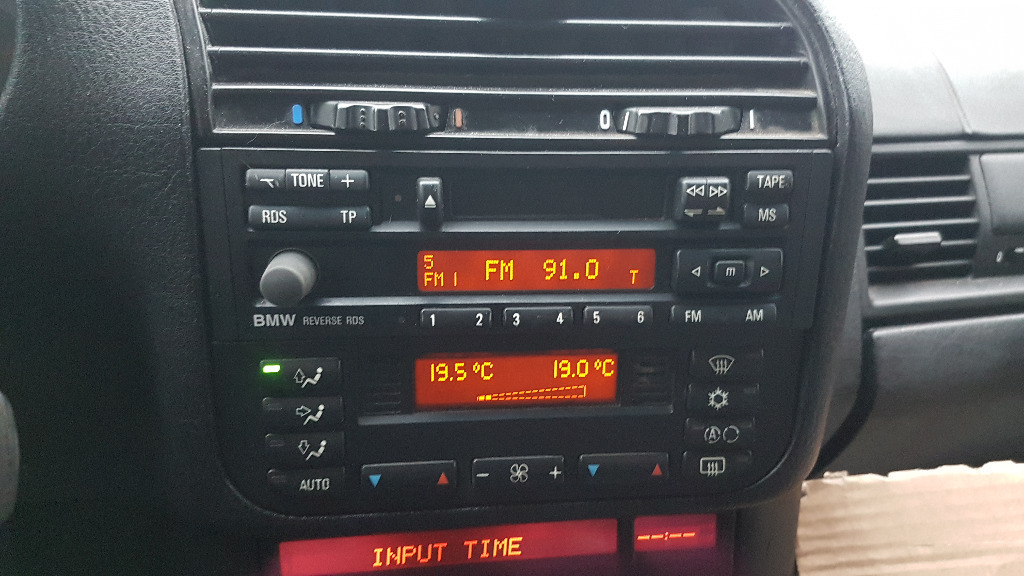 0 I
− TONE + TAPE
RDS TP MS
5
FM 1 FM 91.0 T
m
BMW REVERSE RDS 1 2 3 4 5 6 FM AM
19.5 °C 19.0 °C
A
AUTO − +
INPUT TIME --:--